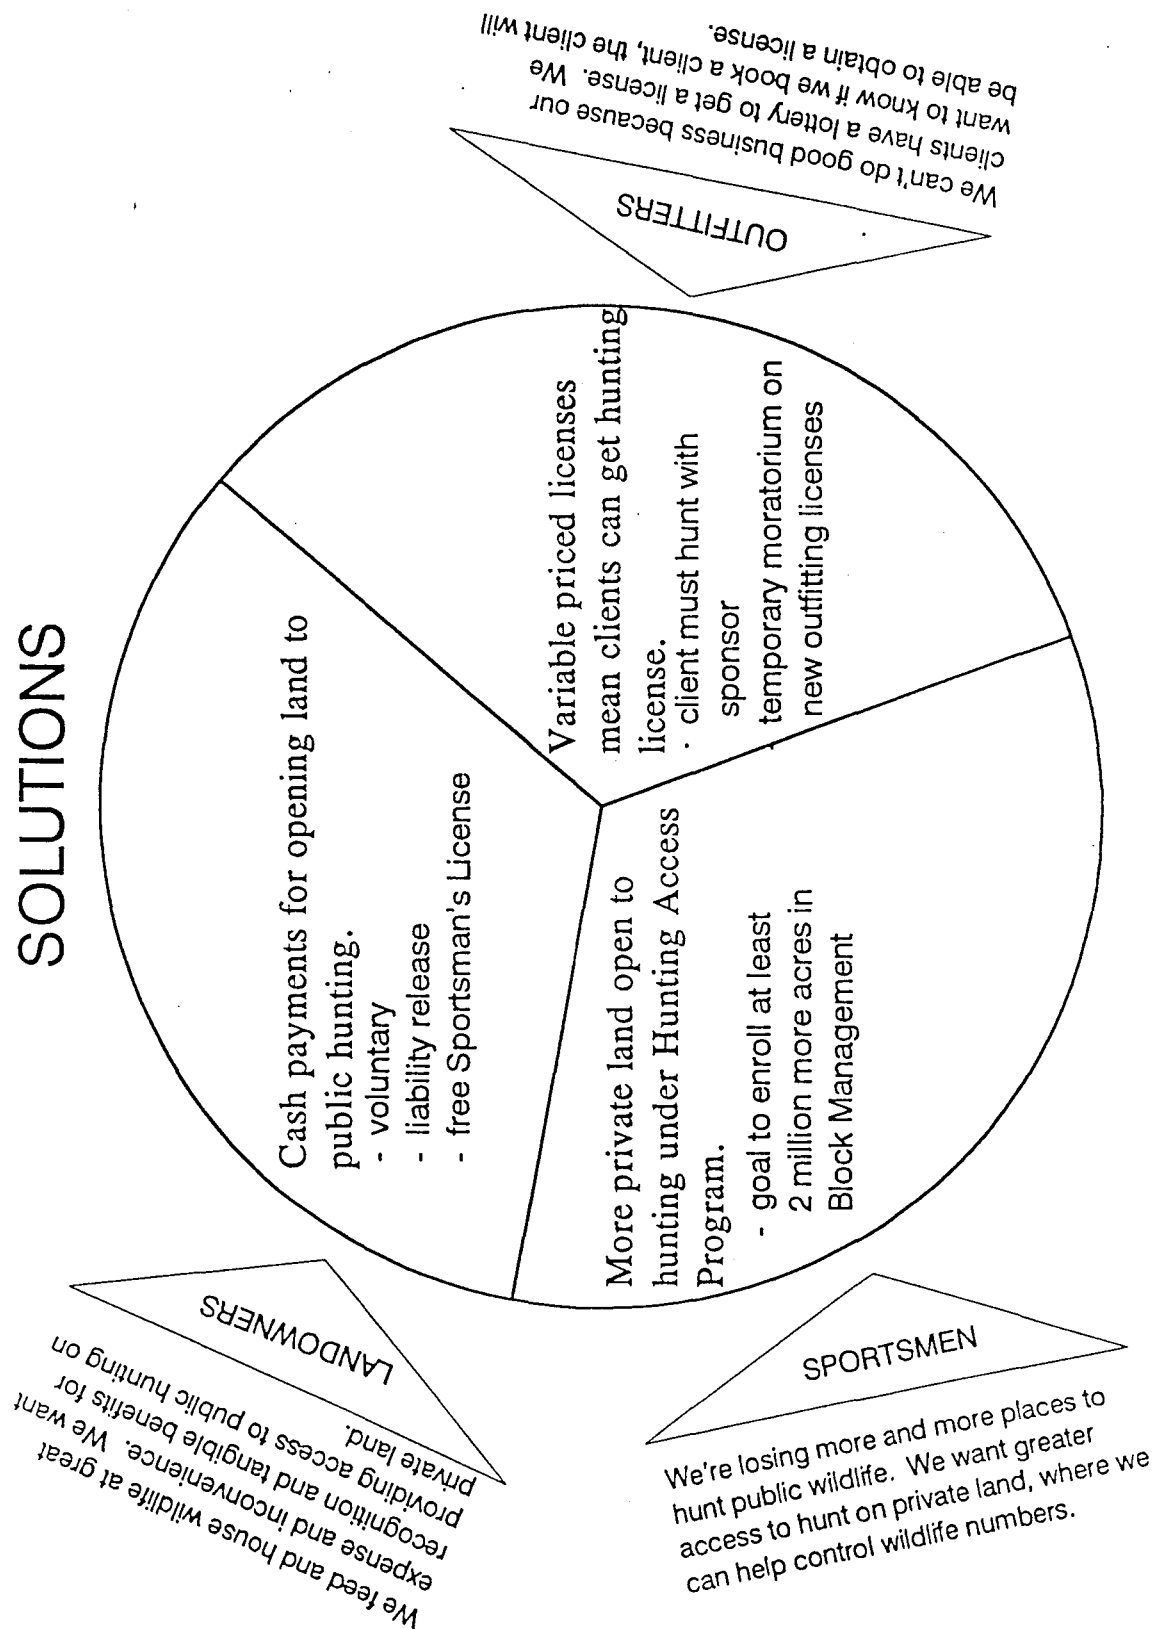 SOLUTIONS
We feed and house wildlife at great
expense and inconvenience. We want
recognition and tangible benefits for
providing access to public hunting on
private land.
LANDOWNERS
Cash payments for opening land to
public hunting.
- voluntary
- liability release
- free Sportsman's License
We can't do good business because our
clients have a lottery to get a license. We
want to know if we book a client, the client will
be able to obtain a license.
OUTFITTERS
Variable priced licenses
mean clients can get hunting
license.
· client must hunt with
sponsor
- temporary moratorium on
new outfitting licenses
More private land open to
hunting under Hunting Access
Program.
- goal to enroll at least
2 million more acres in
Block Management
SPORTSMEN
We're losing more and more places to
hunt public wildlife. We want greater
access to hunt on private land, where we
can help control wildlife numbers.